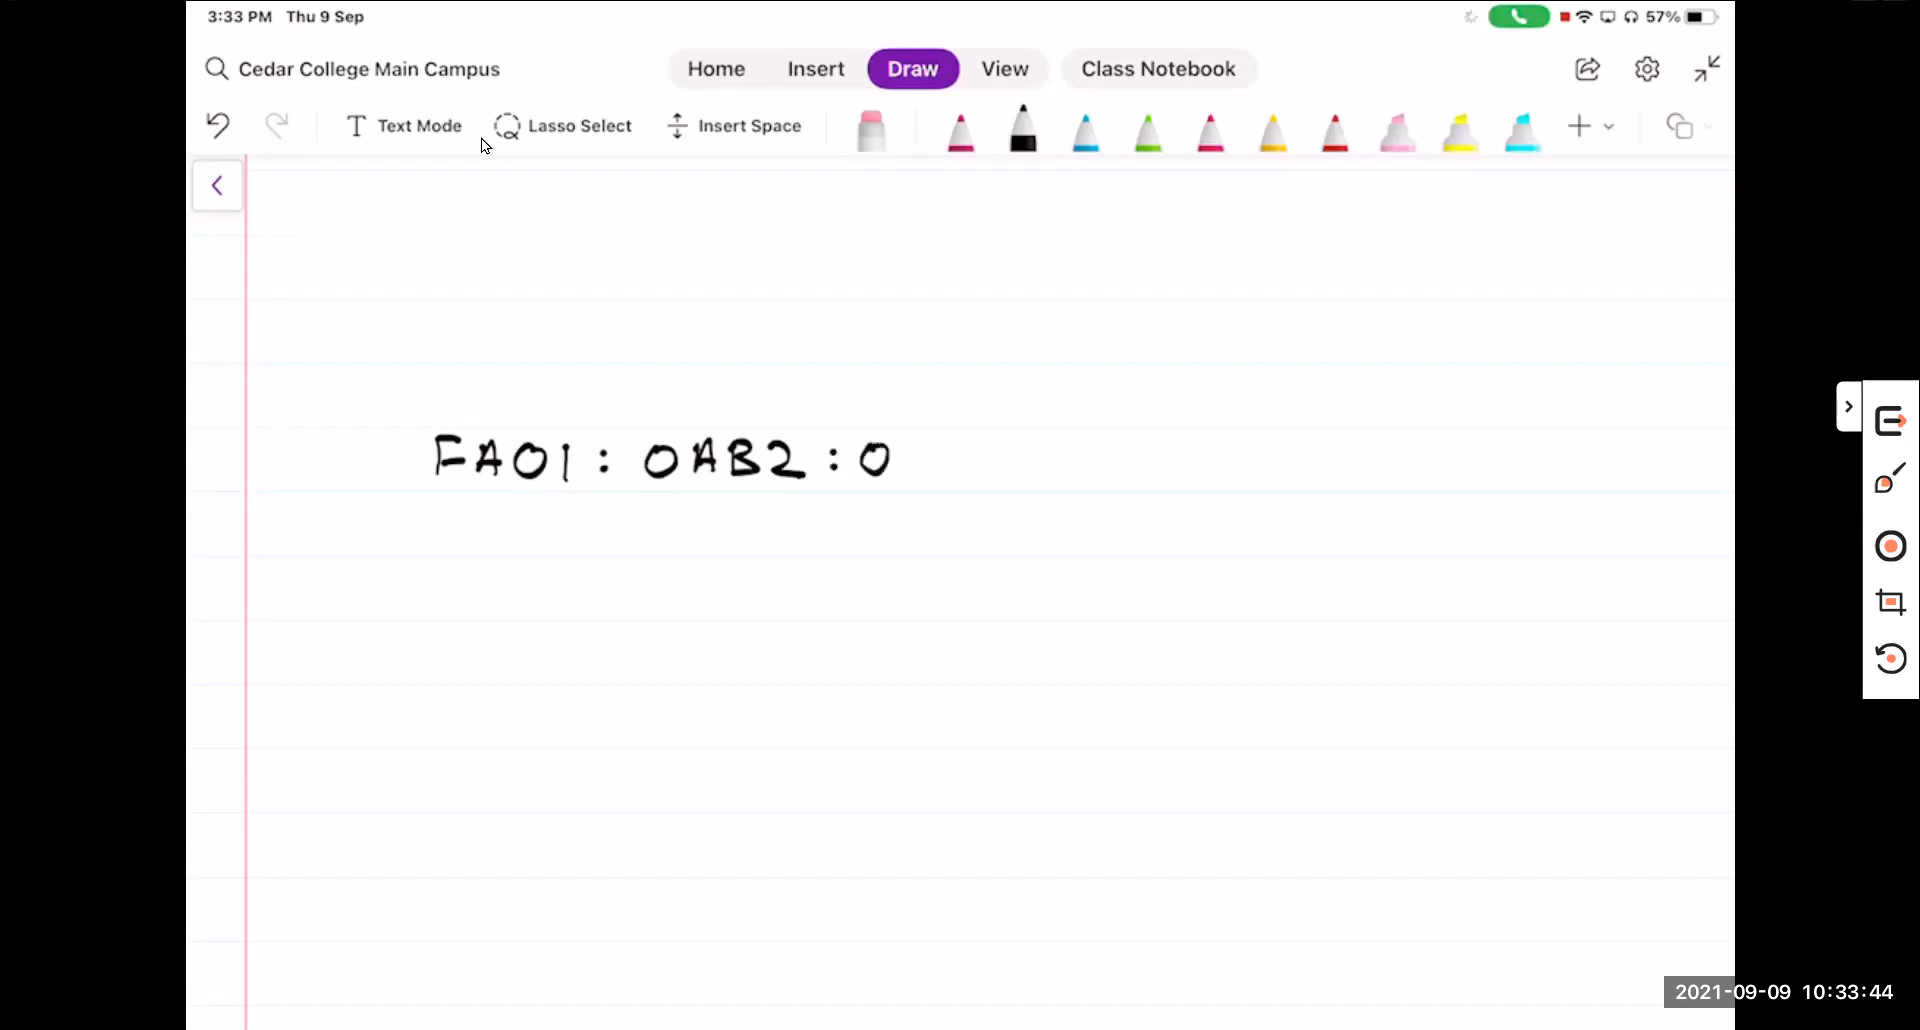 3:33 PM Thu 9 Sep
57%
Cedar College Main Campus
Home Insert Draw View Class Notebook
Text Mode Lasso Select Insert Space
FA01 : 0AB2 : 0
2021-09-09 10:33:44